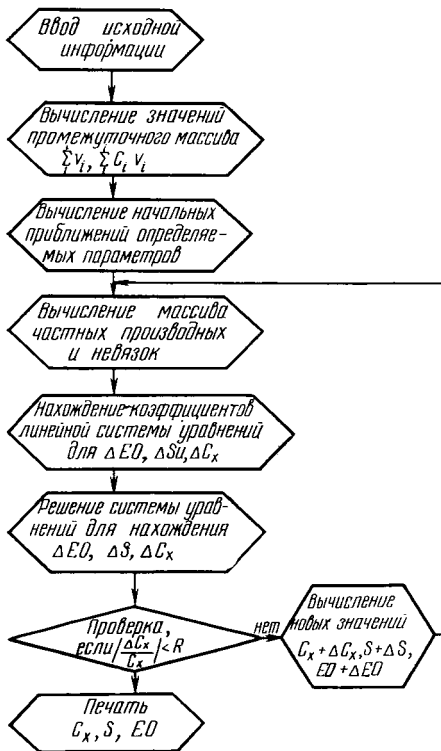 Ввод исходной
информации
Вычисление значений
промежуточного массива
∑Vi, ∑Ci Vi
Вычисление начальных
приближений определяе-
мых параметров
Вычисление массива
частных производных
и невязок
Нахождение коэффициентов
линейной системы уравнений
для ΔE0, ΔSи, ΔCx
Решение системы урав-
нений для нахождения
ΔE0, ΔS, ΔCx
Проверка,
если |ΔCx/Cx| < R
нет
Вычисление
новых значений
Cx + ΔCx, S + ΔS,
E0 + ΔE0
Печать
Cx, S, E0